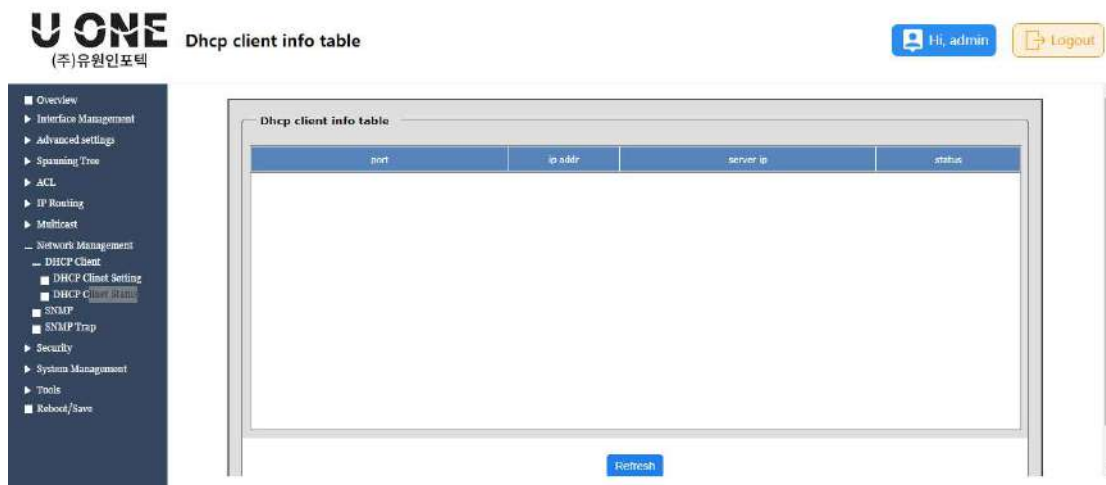 U ONE
(주)유원인포텍
Dhcp client info table
Hi, admin
Logout
Overview
Interface Management
Advanced settings
Spanning Tree
ACL
IP Routing
Multicast
Network Management
DHCP Client
DHCP Clinet Setting
DHCP Clinet Status
SNMP
SNMP Trap
Security
System Management
Tools
Reboot/Save
Dhcp client info table
port ip addr server ip status
Refresh